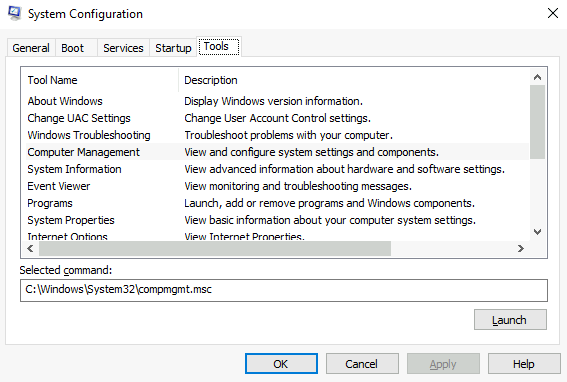 System Configuration
General Boot Services Startup Tools
Tool Name Description
About Windows Display Windows version information.
Change UAC Settings Change User Account Control settings.
Windows Troubleshooting Troubleshoot problems with your computer.
Computer Management View and configure system settings and components.
System Information View advanced information about hardware and software settings.
Event Viewer View monitoring and troubleshooting messages.
Programs Launch, add or remove programs and Windows components.
System Properties View basic information about your computer system settings.
Internet Options View Internet Properties.
Selected command:
C:\Windows\System32\compmgmt.msc
Launch
OK Cancel Apply Help